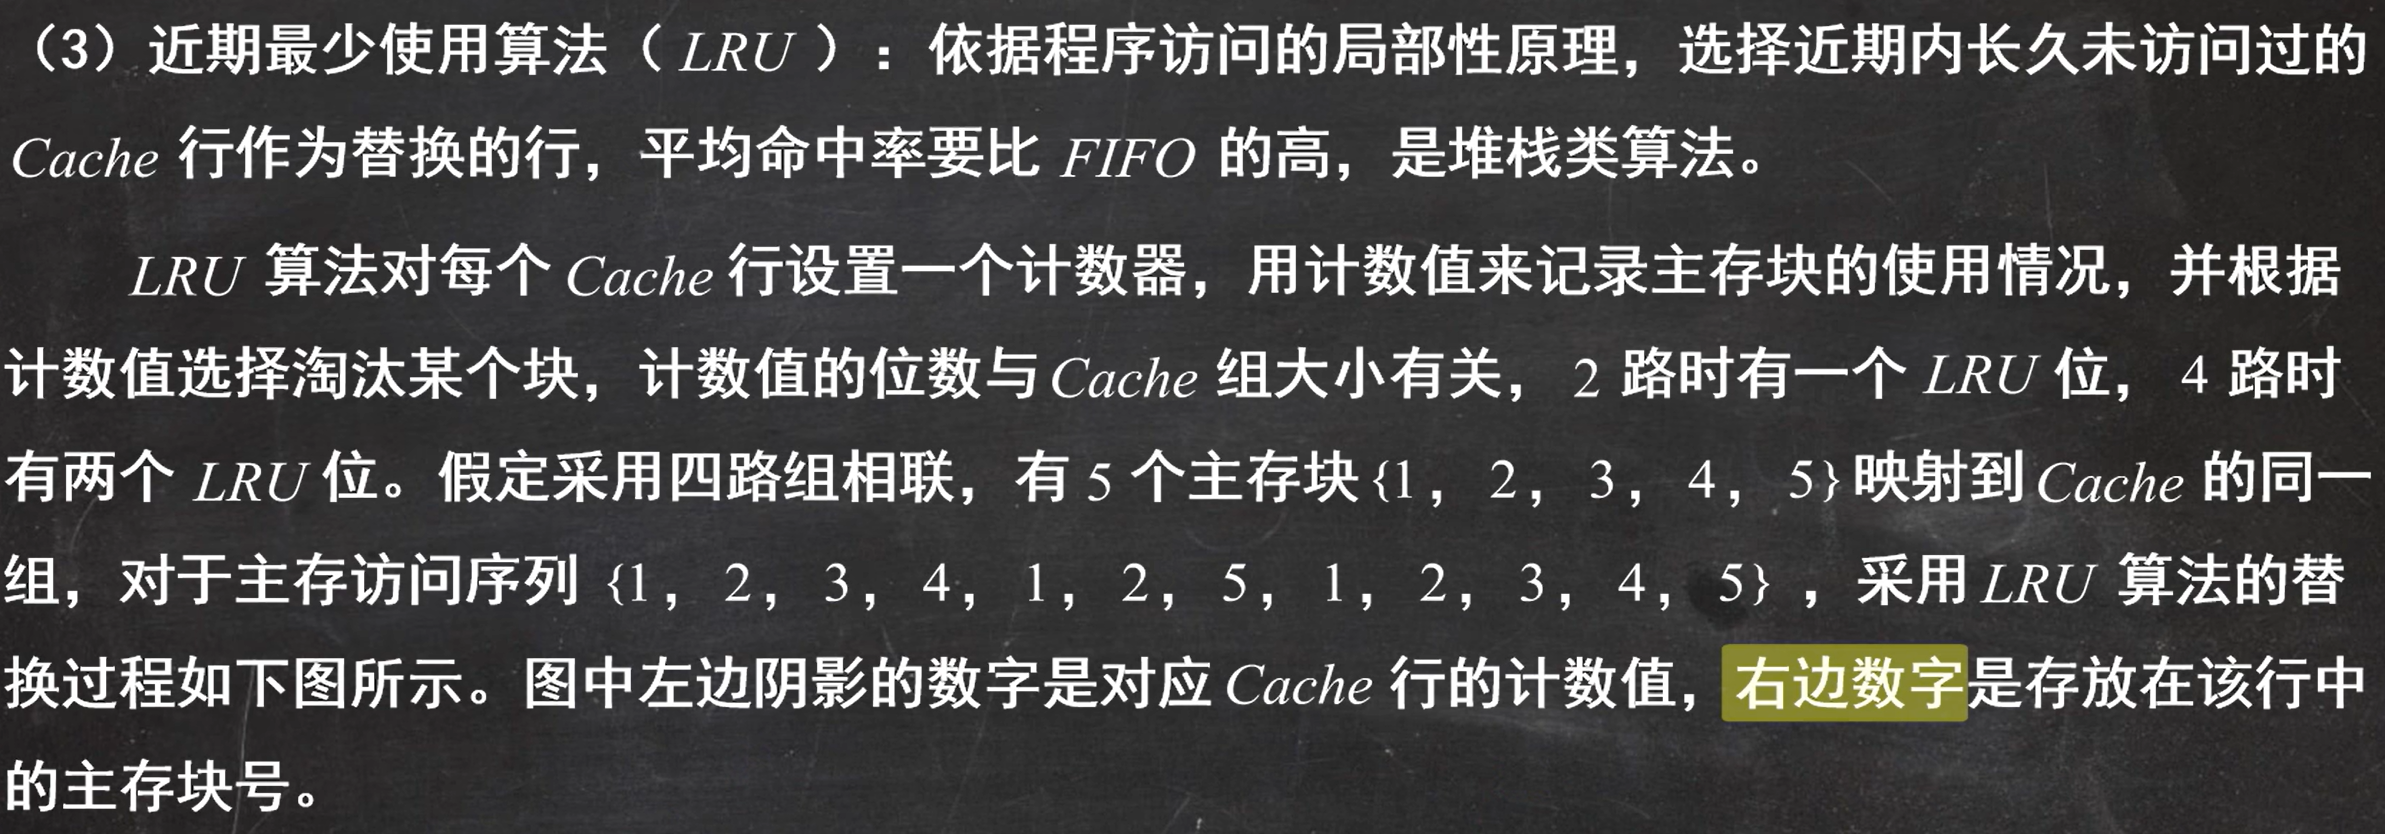 （3）近期最少使用算法（LRU）：依据程序访问的局部性原理，选择近期内长久未访问过的
Cache 行作为替换的行，平均命中率要比 FIFO 的高，是堆栈类算法。
LRU 算法对每个 Cache 行设置一个计数器，用计数值来记录主存块的使用情况，并根据
计数值选择淘汰某个块，计数值的位数与 Cache 组大小有关，2 路时有一个 LRU 位，4 路时
有两个 LRU 位。假定采用四路组相联，有 5 个主存块{1，2，3，4，5}映射到 Cache 的同一
组，对于主存访问序列 {1，2，3，4，1，2，5，1，2，3，4，5}，采用 LRU 算法的替
换过程如下图所示。图中左边阴影的数字是对应 Cache 行的计数值，右边数字是存放在该行中
的主存块号。